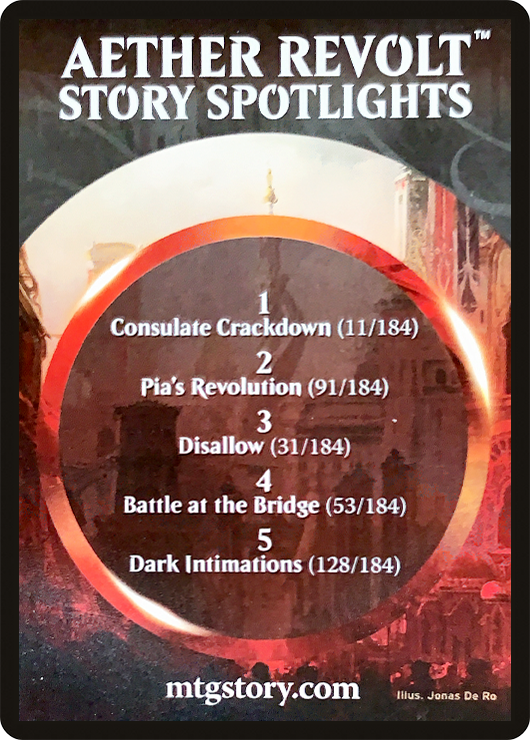 AETHER REVOLT™
STORY SPOTLIGHTS
1
Consulate Crackdown (11/184)
2
Pia's Revolution (91/184)
3
Disallow (31/184)
4
Battle at the Bridge (53/184)
5
Dark Intimations (128/184)
mtgstory.com
Illus. Jonas De Ro